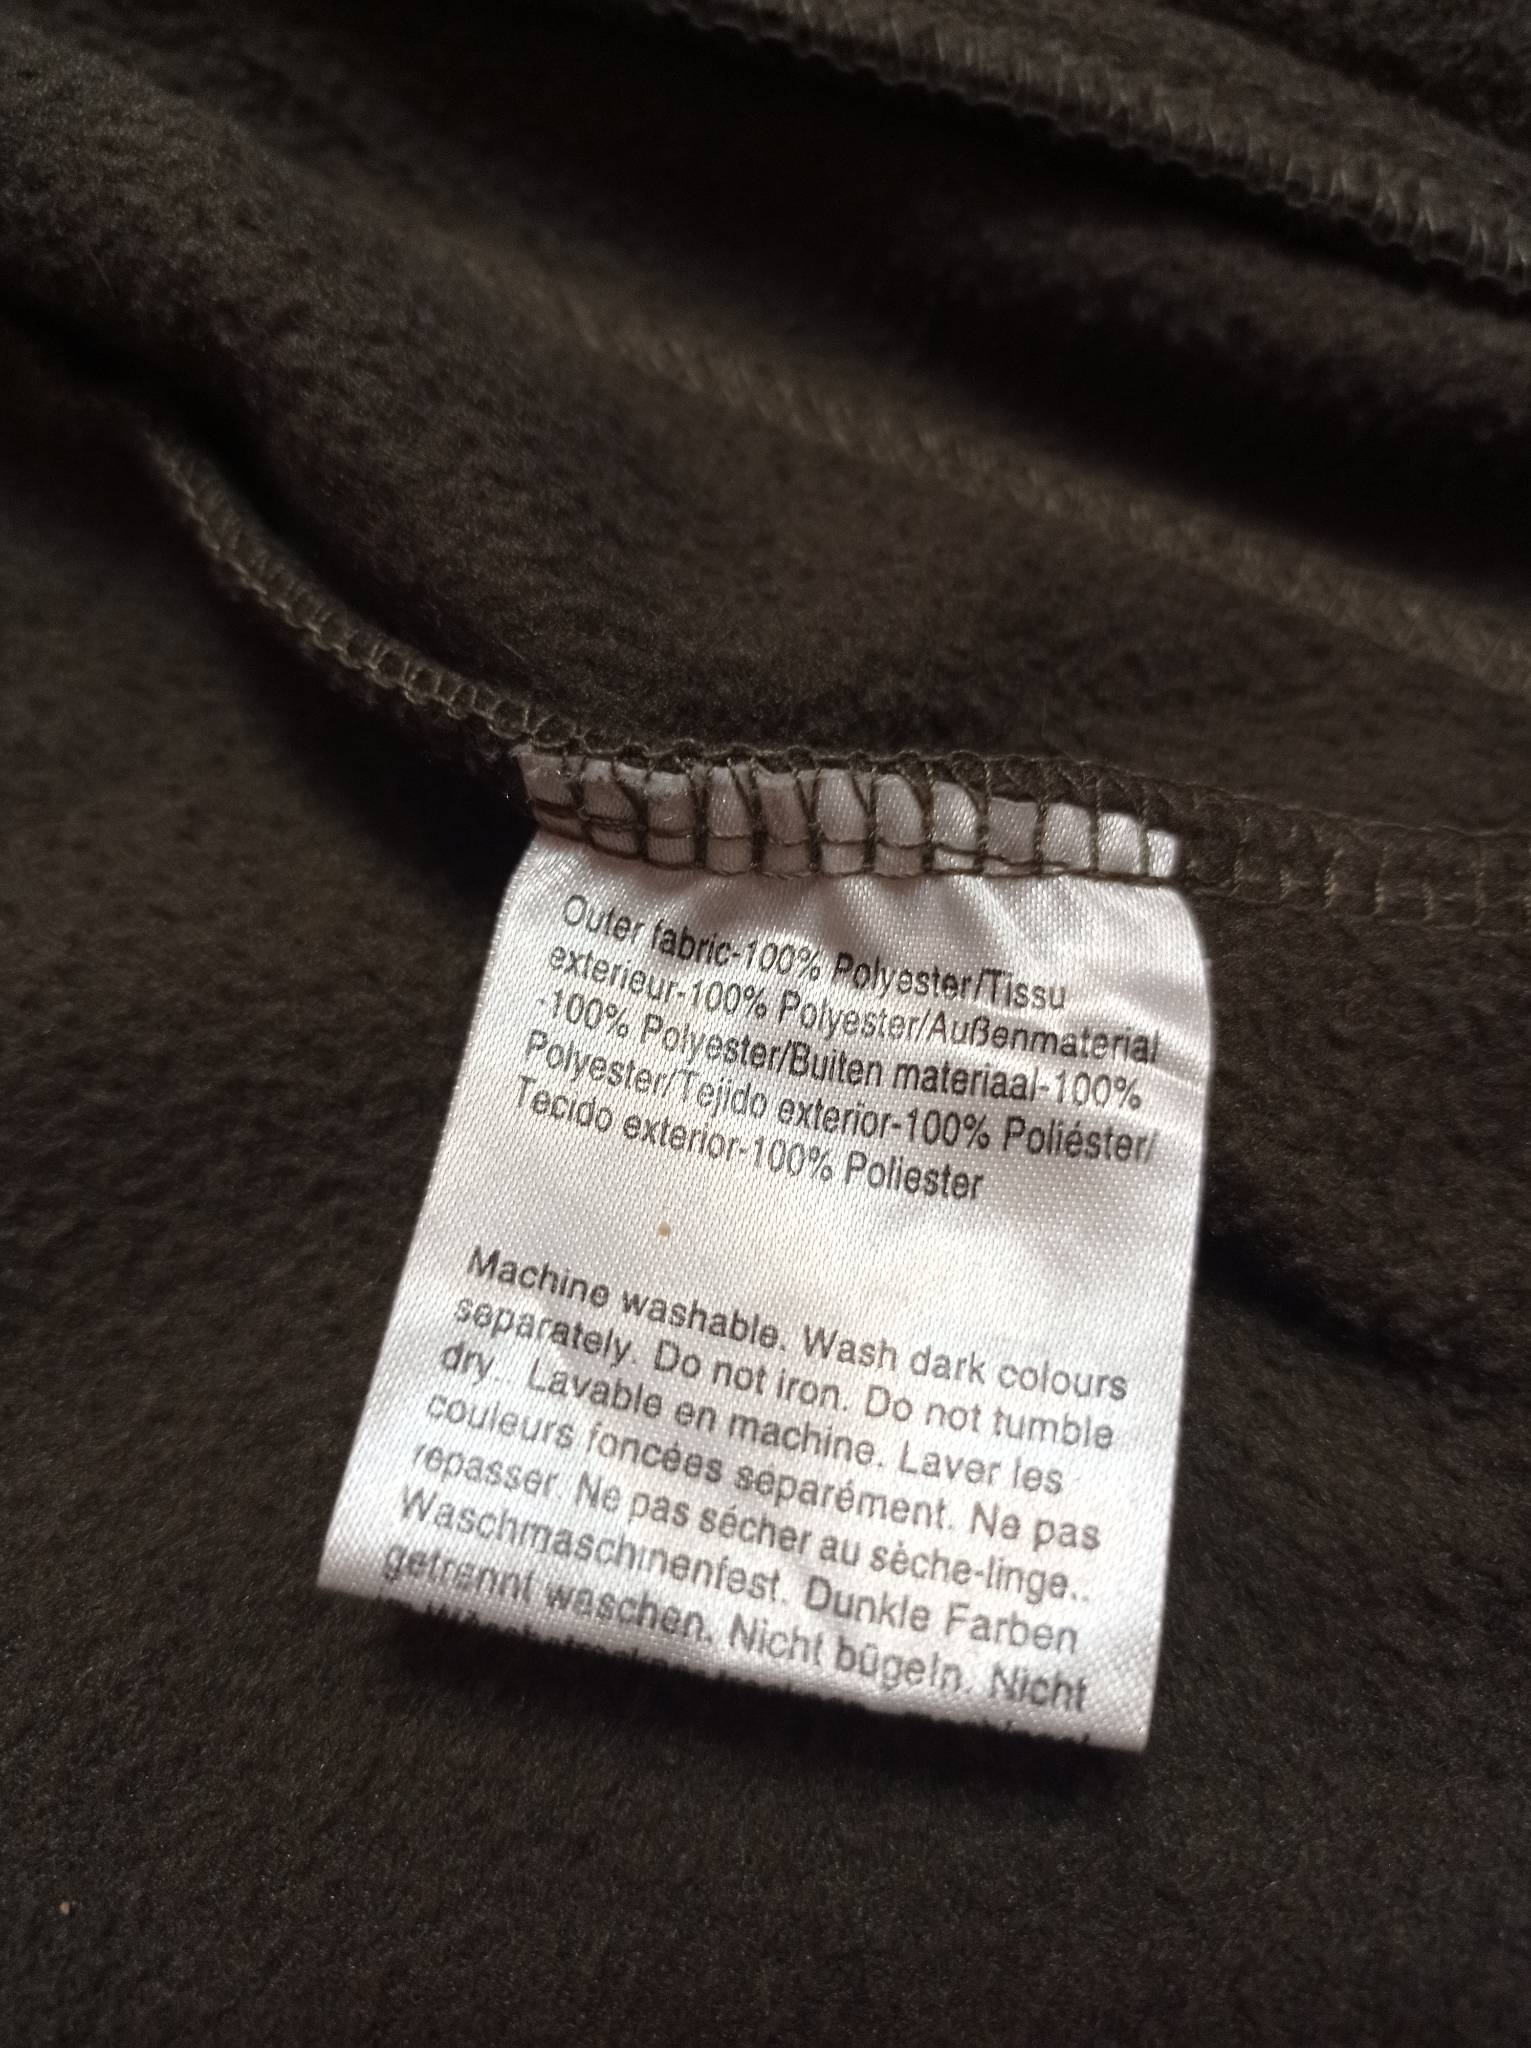 Outer fabric-100% Polyester/Tissu
exterieur-100% Polyester/Außenmaterial
-100% Polyester/Buiten materiaal-100%
Polyester/Tejido exterior-100% Poliéster/
Tecido exterior-100% Poliester
Machine washable. Wash dark colours
separately. Do not iron. Do not tumble
dry.. Lavable en machine. Laver les
couleurs foncées séparément. Ne pas
repasser. Ne pas sécher au sèche-linge..
Waschmaschinenfest. Dunkle Farben
getrennt waschen. Nicht bügeln. Nicht